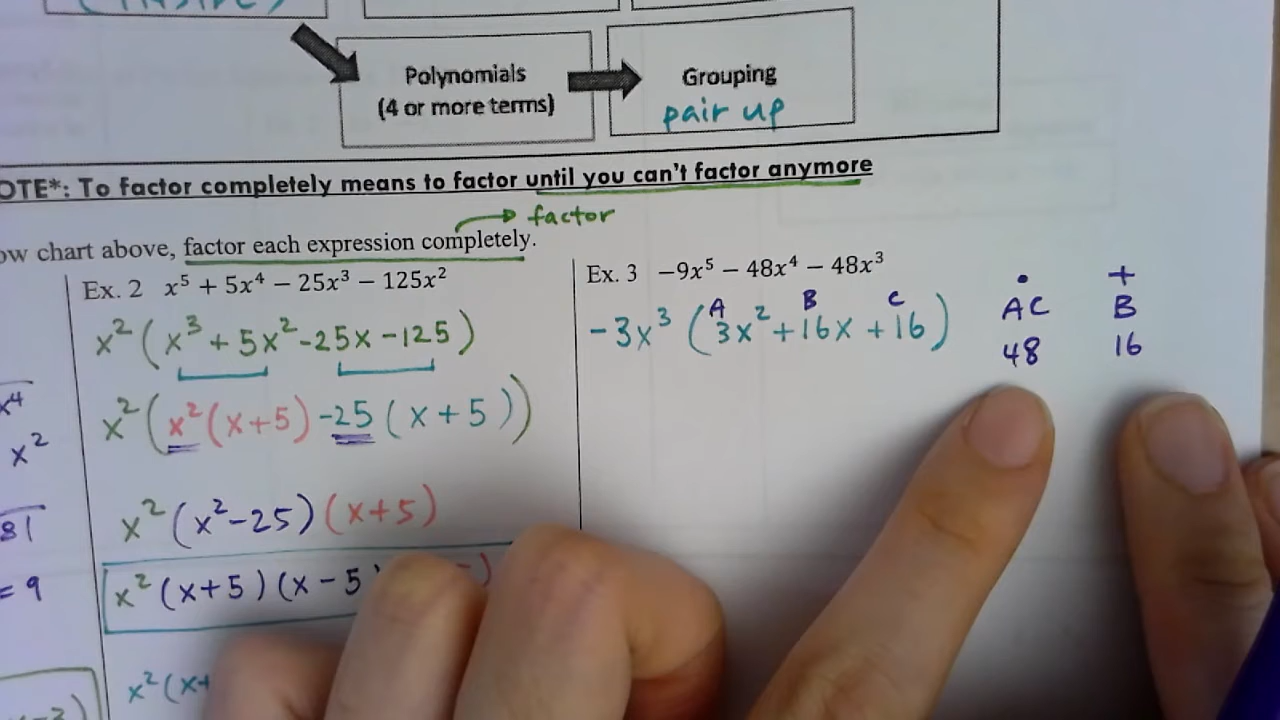 Polynomials
(4 or more terms)
Grouping
pair up
OTE*: To factor completely means to factor until you can't factor anymore
→ factor
ow chart above, factor each expression completely.
Ex. 2 x⁵ + 5x⁴ − 25x³ − 125x²
x² (x³ + 5x² - 25x - 125)
x² (x² (x+5) - 25 (x+5))
x² (x² - 25) (x+5)
x² (x+5) (x - 5
x² (x+
Ex. 3 −9x⁵ − 48x⁴ − 48x³
A B C
-3x³ (3x² + 16x + 16)
• +
AC B
48 16
x⁴
x²
81
= 9